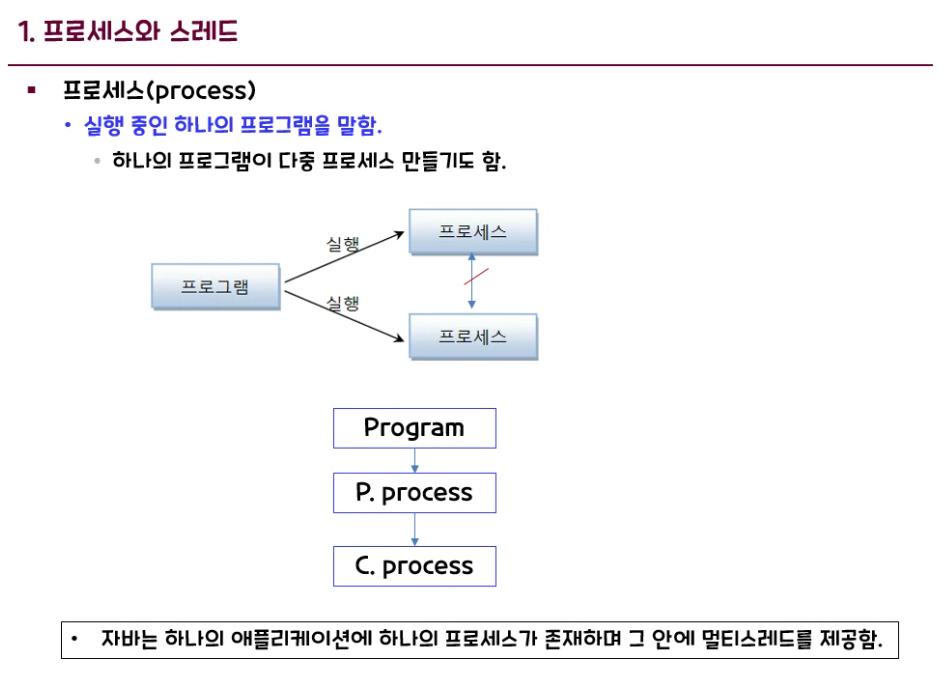 1. 프로세스와 스레드
▪ 프로세스(process)
• 실행 중인 하나의 프로그램을 말함.
• 하나의 프로그램이 다중 프로세스 만들기도 함.
프로세스
실행
프로그램
실행
프로세스
Program
P. process
C. process
• 자바는 하나의 애플리케이션에 하나의 프로세스가 존재하며 그 안에 멀티스레드를 제공함.